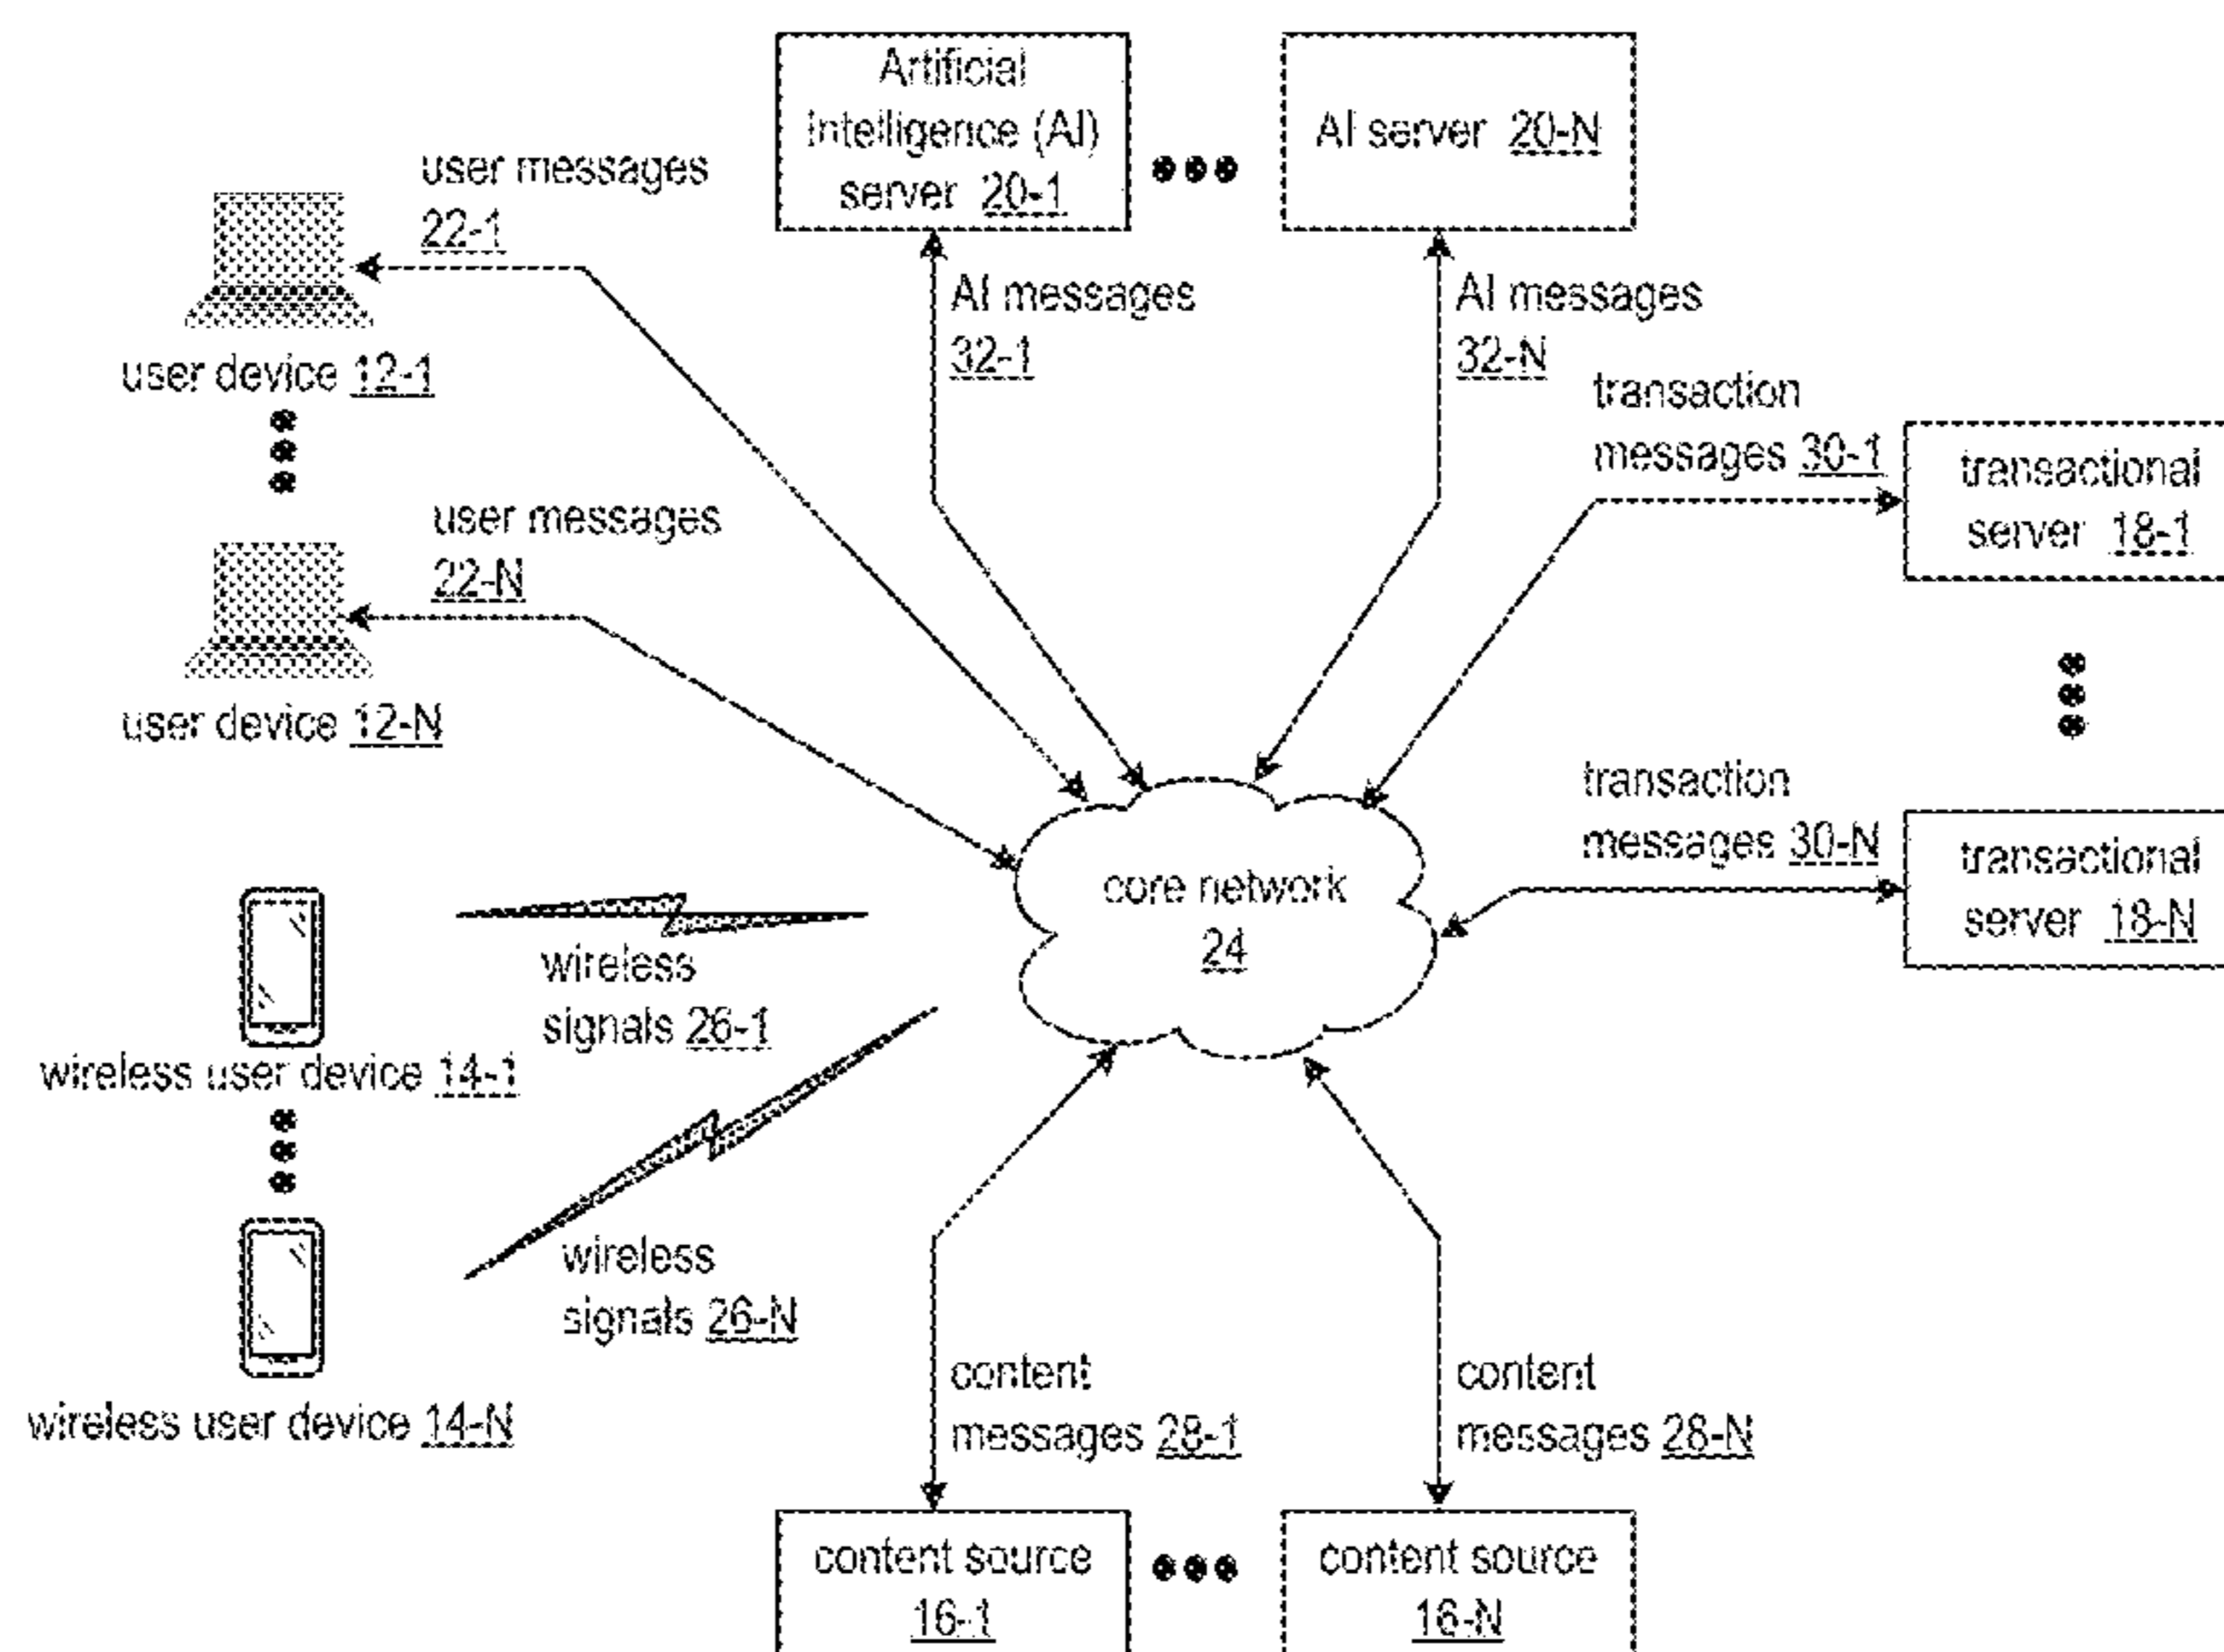 Artificial
Intelligence (AI)
server 20-1
AI server 20-N
user messages
22-1
AI messages
32-1
AI messages
32-N
user device 12-1
transaction
messages 30-1
transactional
server 18-1
user messages
22-N
user device 12-N
transaction
messages 30-N
transactional
server 18-N
core network
24
wireless
signals 26-1
wireless user device 14-1
wireless
signals 26-N
wireless user device 14-N
content
messages 28-1
content
messages 28-N
content source
16-1
content source
16-N